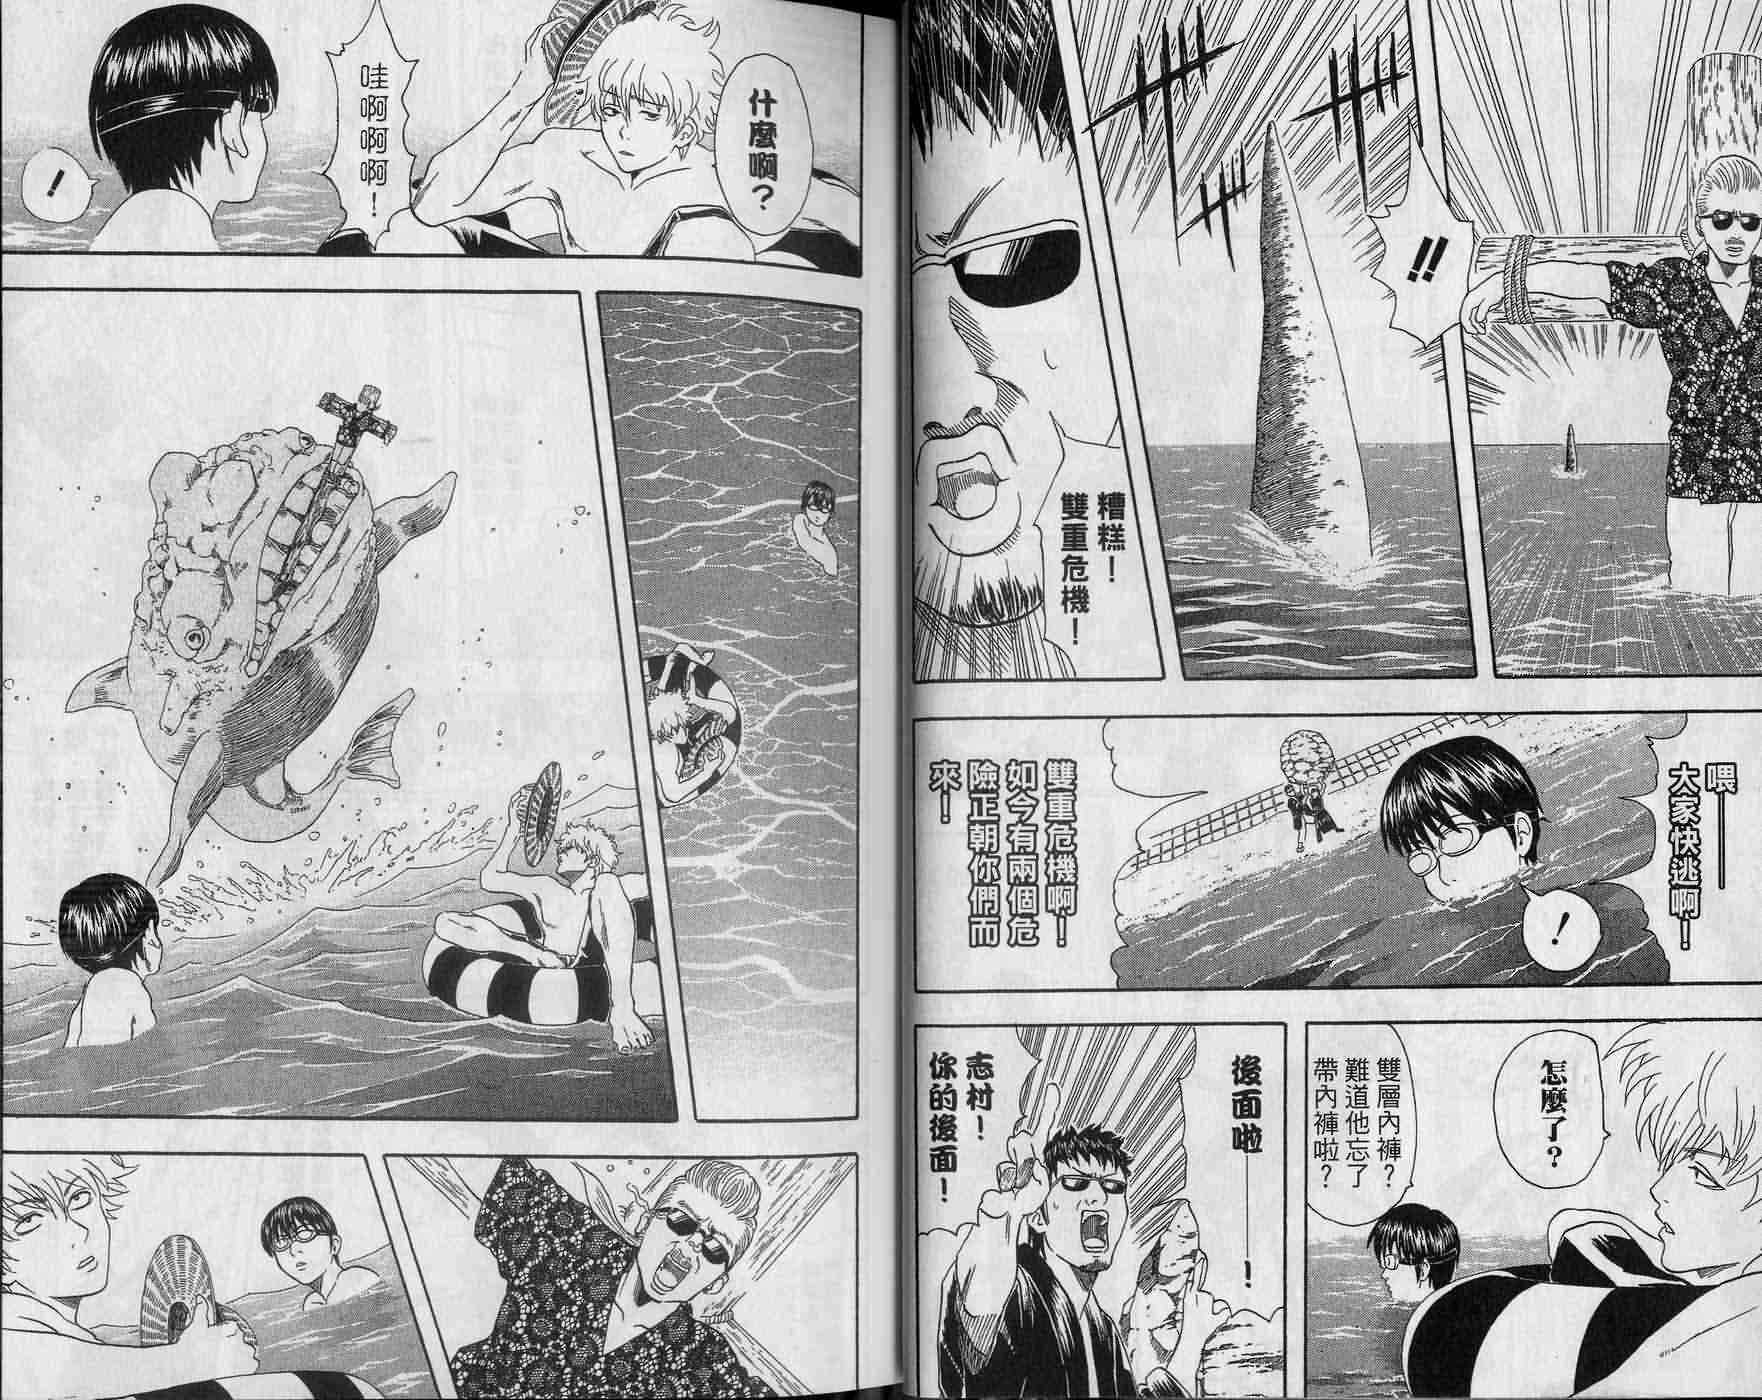 !!
糟糕！
雙重危機！
喂——
大家快逃啊！
!
雙重危機啊！
如今有兩個危
險正朝你們而
來！
怎麼了？
雙層內褲？
難道他忘了
帶內褲啦？
後面啦——！
志村！
你的後面！
什麼啊？
哇啊啊啊！
!